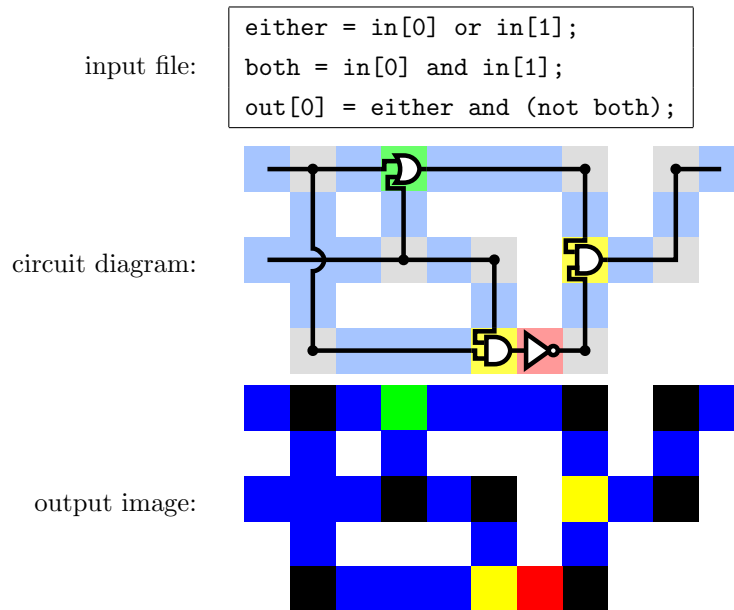 input file:
either = in[0] or in[1];
both = in[0] and in[1];
out[0] = either and (not both);
circuit diagram:
output image: